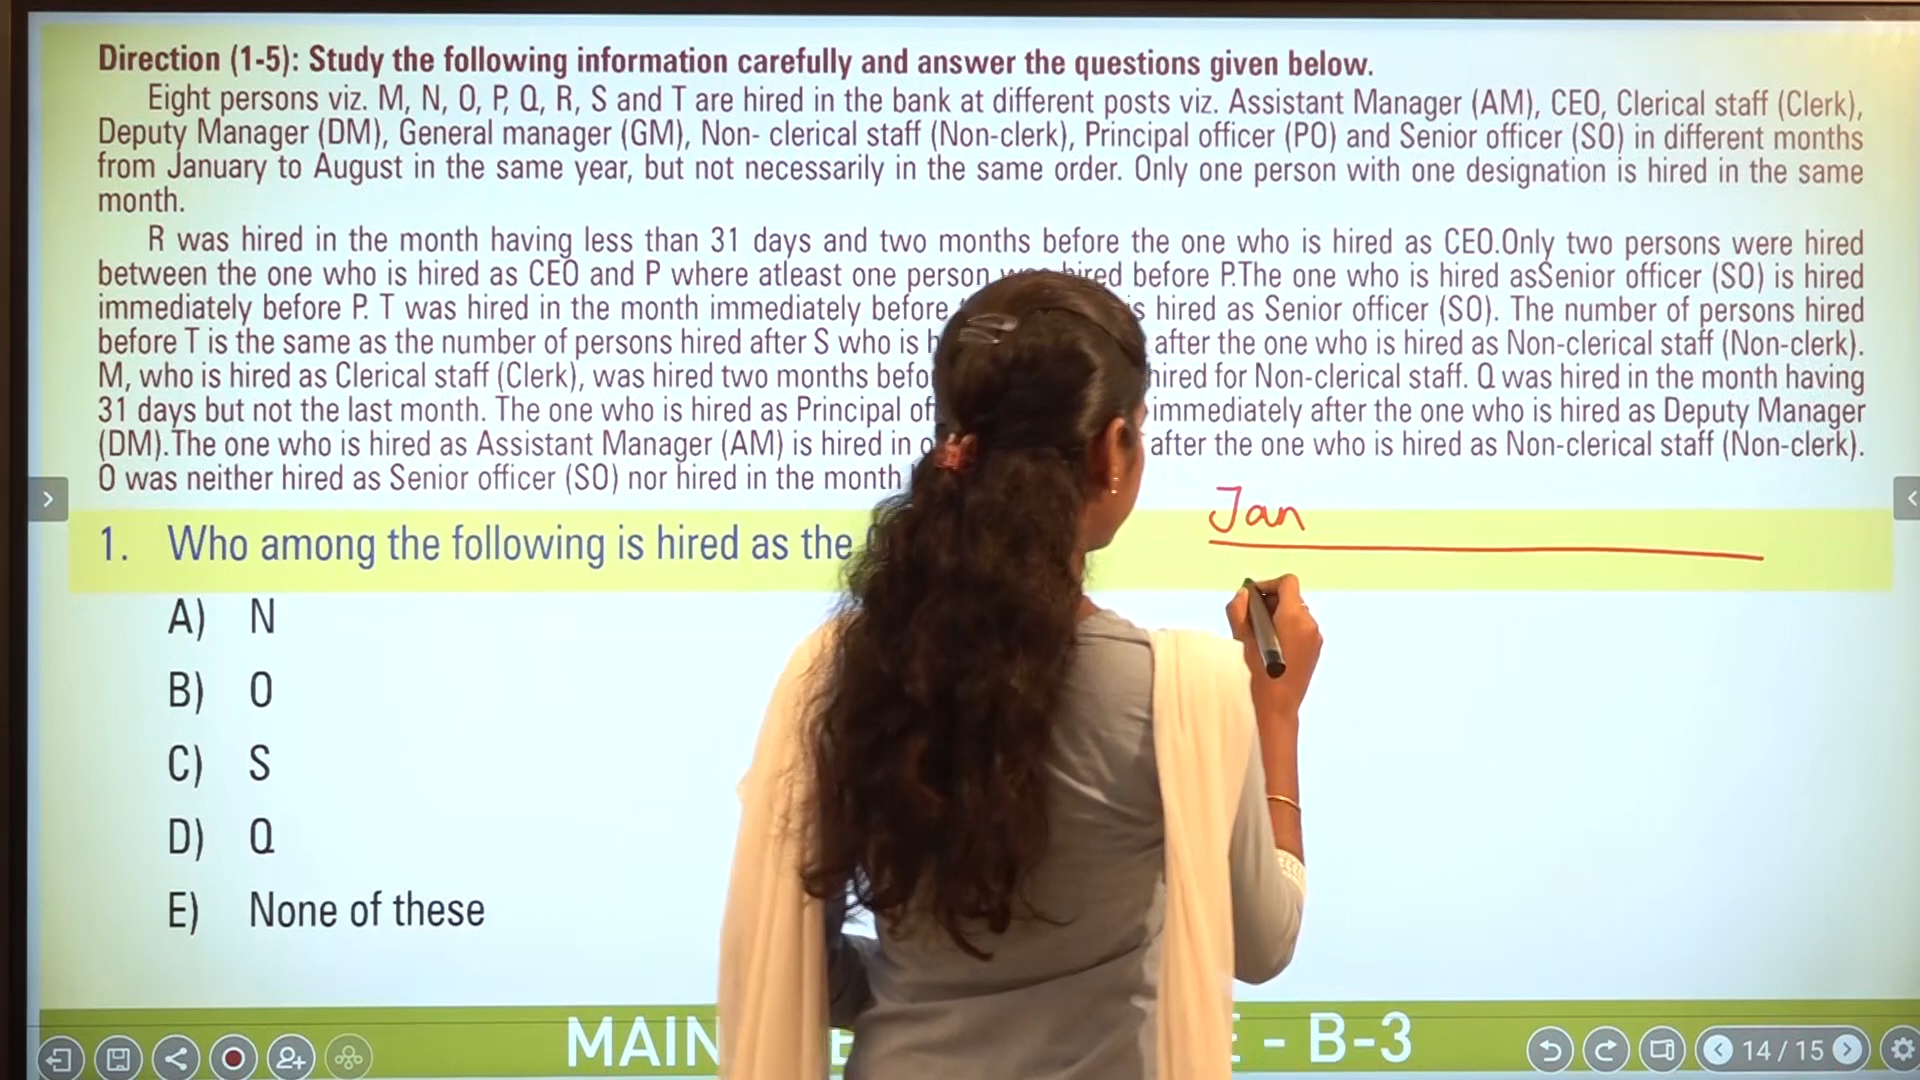 Direction (1-5): Study the following information carefully and answer the questions given below.
Eight persons viz. M, N, O, P, Q, R, S and T are hired in the bank at different posts viz. Assistant Manager (AM), CEO, Clerical staff (Clerk),
Deputy Manager (DM), General manager (GM), Non- clerical staff (Non-clerk), Principal officer (PO) and Senior officer (SO) in different months
from January to August in the same year, but not necessarily in the same order. Only one person with one designation is hired in the same
month.
R was hired in the month having less than 31 days and two months before the one who is hired as CEO.Only two persons were hired
between the one who is hired as CEO and P where atleast one person was hired before P.The one who is hired asSenior officer (SO) is hired
immediately before P. T was hired in the month immediately before is hired as Senior officer (SO). The number of persons hired
before T is the same as the number of persons hired after S who is after the one who is hired as Non-clerical staff (Non-clerk).
M, who is hired as Clerical staff (Clerk), was hired two months hired for Non-clerical staff. Q was hired in the month having
31 days but not the last month. The one who is hired as Principal immediately after the one who is hired as Deputy Manager
(DM).The one who is hired as Assistant Manager (AM) is hired in after the one who is hired as Non-clerical staff (Non-clerk).
O was neither hired as Senior officer (SO) nor hired in the month
Jan
1. Who among the following is hired as the
A) N
B) O
C) S
D) Q
E) None of these
MAIN - B-3
14 / 15